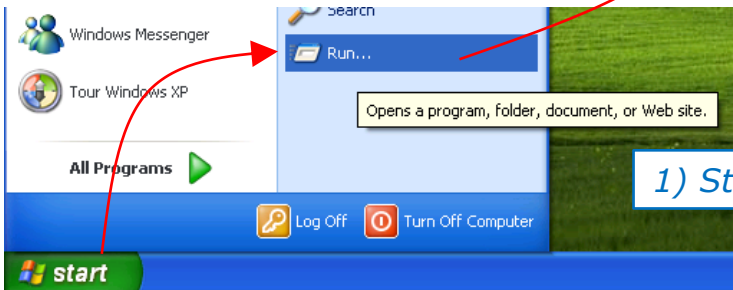 Search
Windows Messenger
Run...
Tour Windows XP
Opens a program, folder, document, or Web site.
All Programs
1) St
Log Off
Turn Off Computer
start